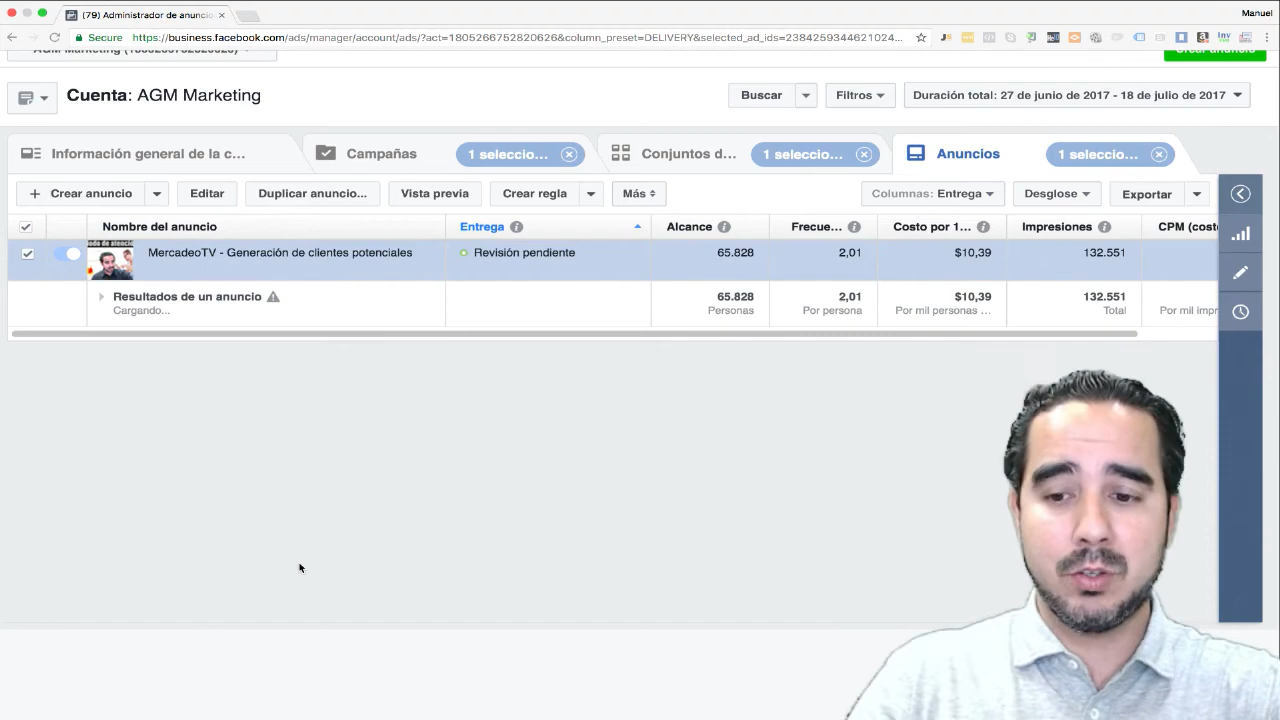 (79) Administrador de anuncio
Manuel
Secure https://business.facebook.com/ads/manager/account/ads/?act=1805266752820626&column_preset=DELIVERY&selected_ad_ids=23842593446210 24...
Cuenta: AGM Marketing
Buscar
Filtros
Duración total: 27 de junio de 2017 - 18 de julio de 2017
Información general de la c...
Campañas
1 seleccio...
Conjuntos d...
1 seleccio...
Anuncios
1 seleccio...
+ Crear anuncio
Editar
Duplicar anuncio...
Vista previa
Crear regla
Más
Columnas: Entrega
Desglose
Exportar
Nombre del anuncio
Entrega
Alcance
Frecue...
Costo por 1...
Impresiones
CPM (costo
MercadeoTV - Generación de clientes potenciales
Revisión pendiente
65.828
2,01
$10,39
132.551
Resultados de un anuncio
65.828
2,01
$10,39
132.551
Cargando...
Personas
Por persona
Por mil personas ...
Total
Por mil impr